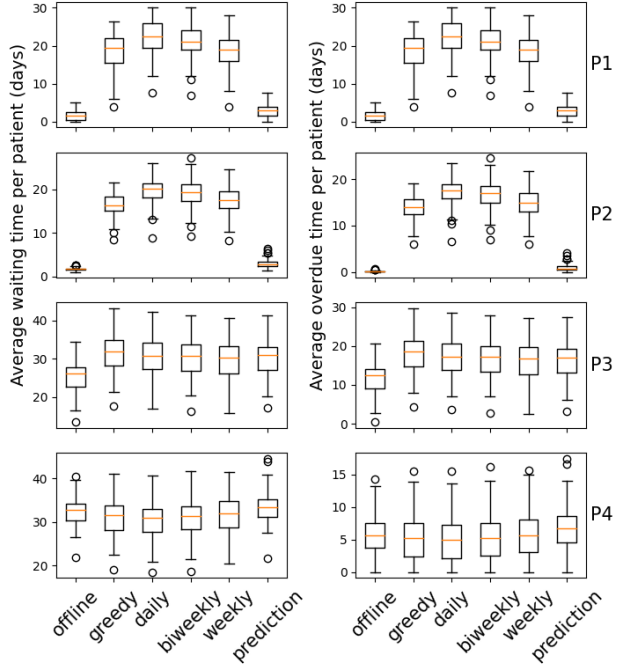 Average waiting time per patient (days)
Average overdue time per patient (days)
30
20
10
0
30
20
10
0
P1
20
10
0
20
10
0
P2
40
30
20
30
20
10
0
P3
40
30
20
15
10
5
0
P4
offline
greedy
daily
biweekly
weekly
prediction
offline
greedy
daily
biweekly
weekly
prediction